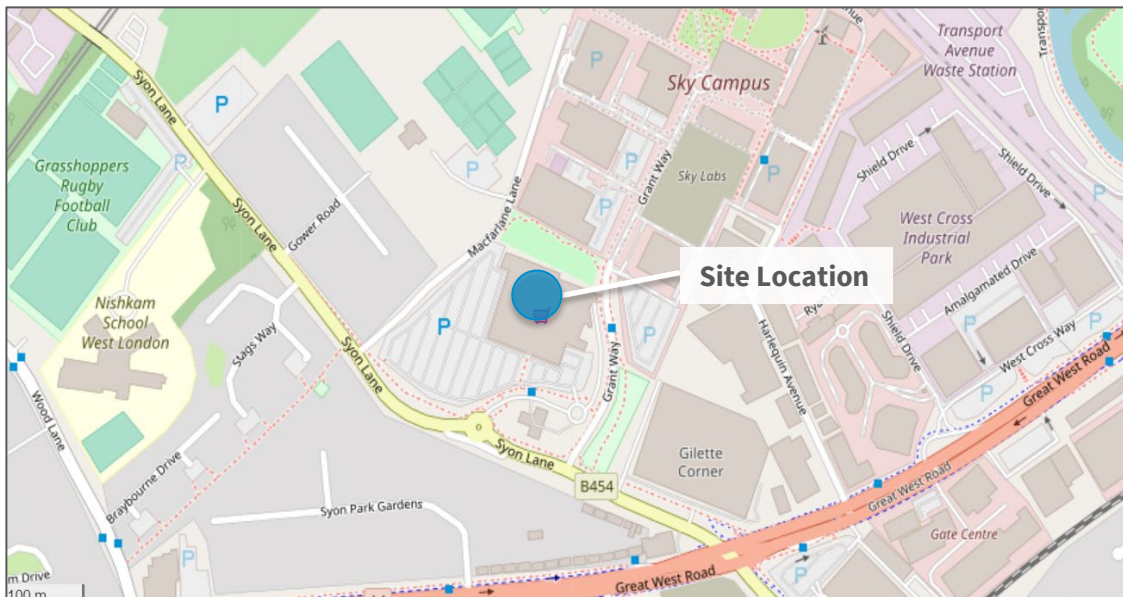 Transport
Avenue
Waste Station
Sky Campus
P
P
Syon Lane
P
P
P
P
Grant Way
Sky Labs
Shield Drive
Shield Drive
Grasshoppers
Rugby
Football
Club
Syon Lane
Gower Road
Macfarlane Lane
P
West Cross
Industrial
Park
P
Site Location
Amalgamated Drive
Nishkam
School
West London
Stags Way
P
P
Shield Drive
West Cross Way
Great West Road
Syon Lane
Grant Way
Harlequin Avenue
P
Wood Lane
Syon Lane
Gilette
Corner
Braybourne Drive
B454
Great West Road
Syon Park Gardens
Gate Centre
P
P
m Drive
Great West Road
100 m